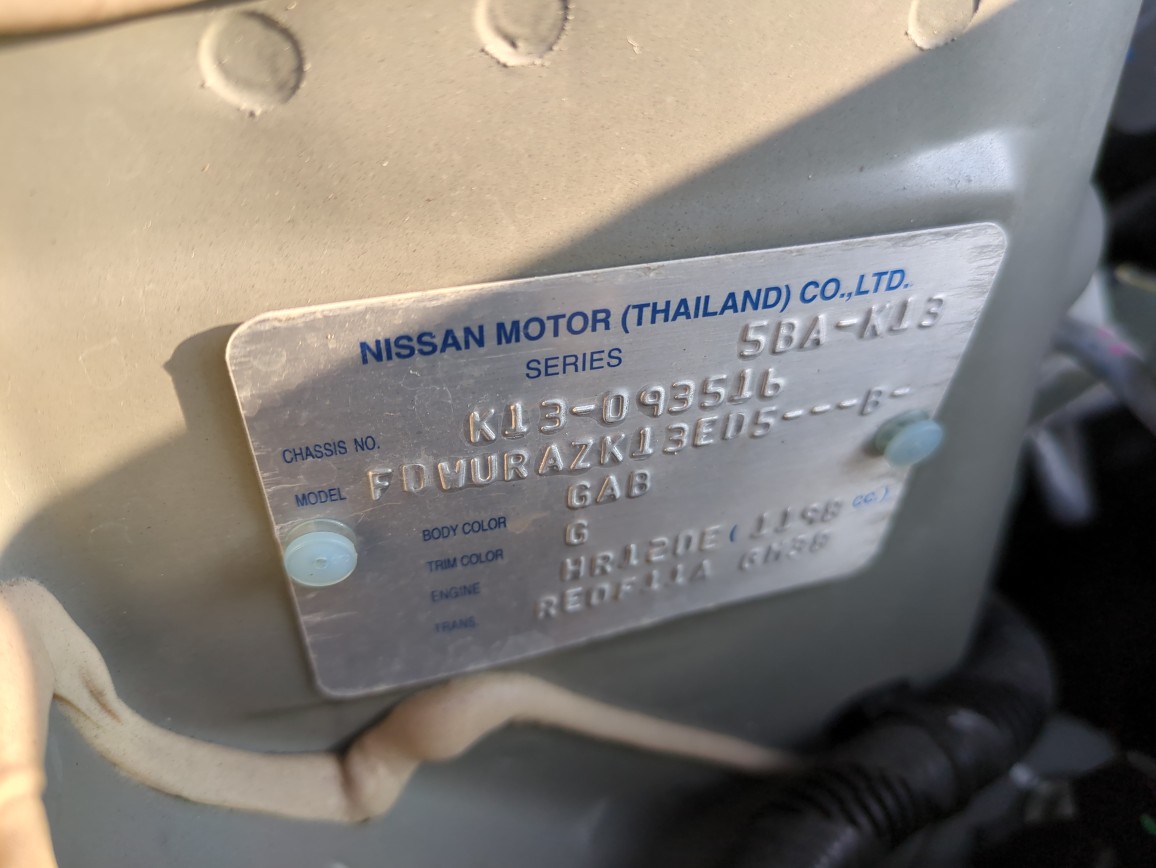 NISSAN MOTOR (THAILAND) CO.,LTD.
SERIES 5BA-K13
CHASSIS NO. K13-093516
MODEL FDWURAZK13ED5---B-
BODY COLOR GAB
TRIM COLOR G
ENGINE HR12DE (1198 CC.)
TRANS. RE0F11A GH38